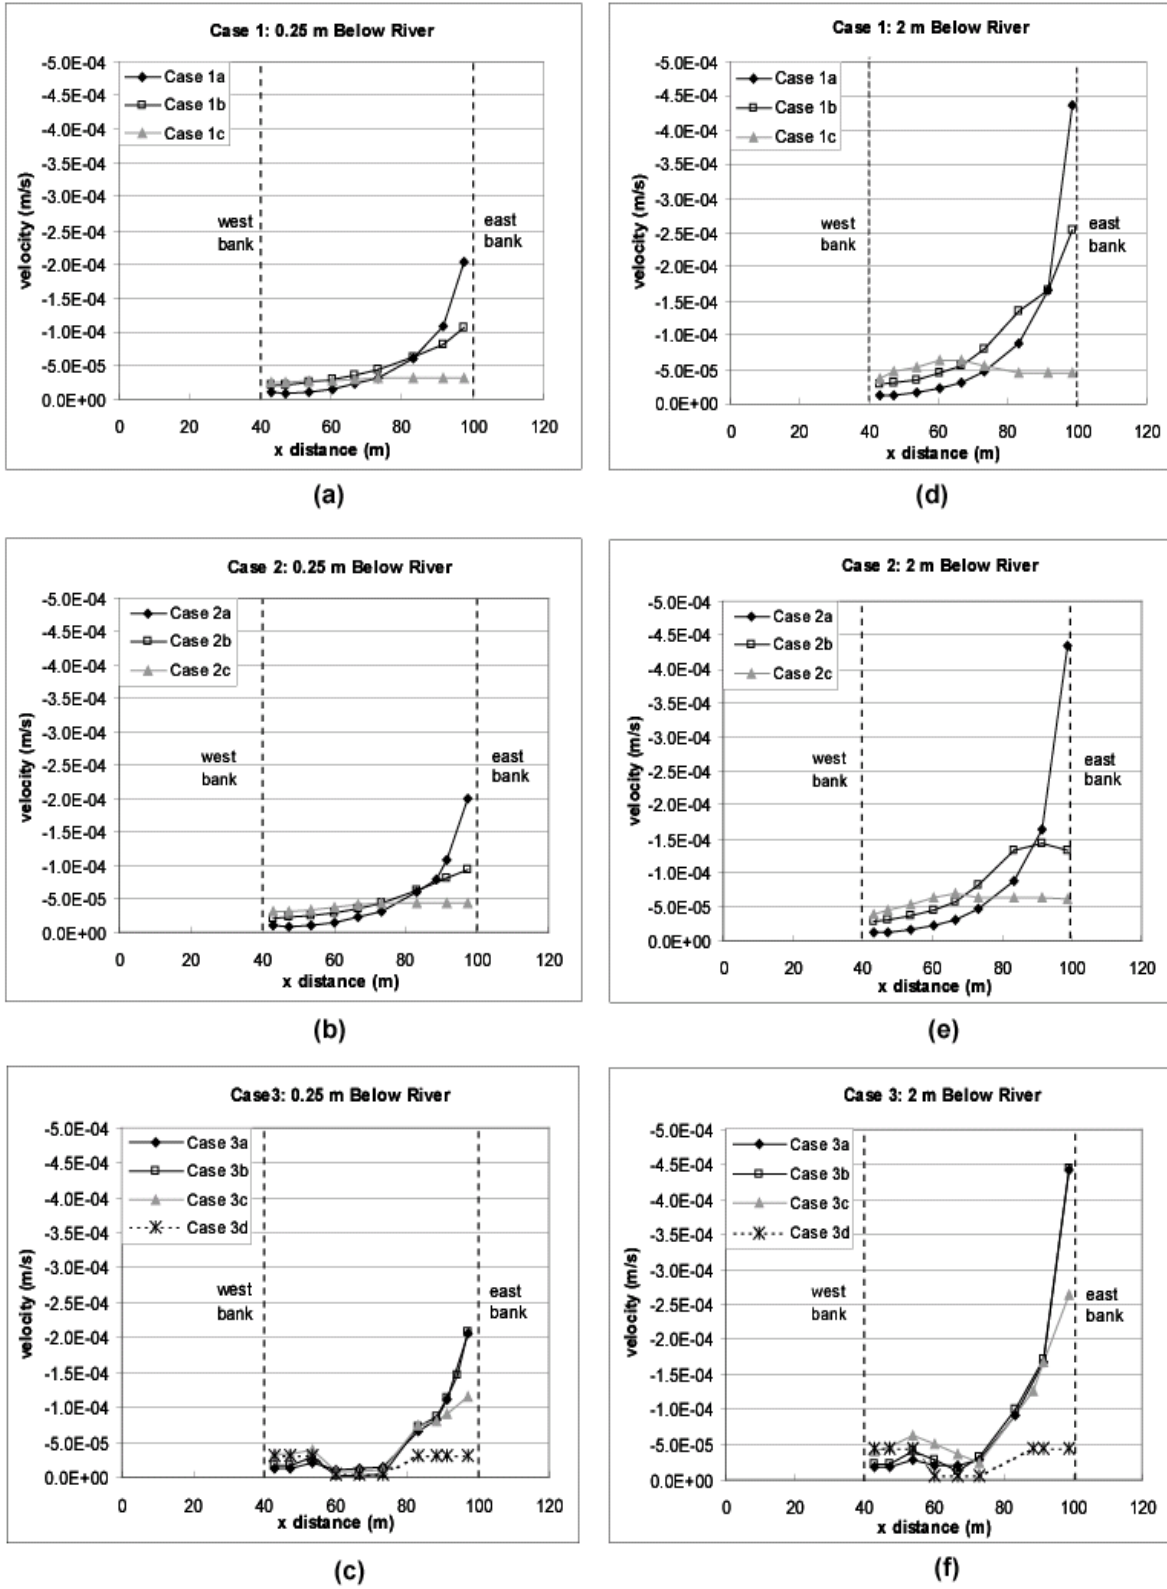 Case 1: 0.25 m Below River
-5.0E-04
-4.5E-04
-4.0E-04
-3.5E-04
-3.0E-04
-2.5E-04
-2.0E-04
-1.5E-04
-1.0E-04
-5.0E-05
0.0E+00
velocity (m/s)
Case 1a
Case 1b
Case 1c
west
bank
east
bank
0 20 40 60 80 100 120
x distance (m)
(a)
Case 1: 2 m Below River
-5.0E-04
-4.5E-04
-4.0E-04
-3.5E-04
-3.0E-04
-2.5E-04
-2.0E-04
-1.5E-04
-1.0E-04
-5.0E-05
0.0E+00
velocity (m/s)
Case 1a
Case 1b
Case 1c
west
bank
east
bank
0 20 40 60 80 100 120
x distance (m)
(d)
Case 2: 0.25 m Below River
-5.0E-04
-4.5E-04
-4.0E-04
-3.5E-04
-3.0E-04
-2.5E-04
-2.0E-04
-1.5E-04
-1.0E-04
-5.0E-05
0.0E+00
velocity (m/s)
Case 2a
Case 2b
Case 2c
west
bank
east
bank
0 20 40 60 80 100 120
x distance (m)
(b)
Case 2: 2 m Below River
-5.0E-04
-4.5E-04
-4.0E-04
-3.5E-04
-3.0E-04
-2.5E-04
-2.0E-04
-1.5E-04
-1.0E-04
-5.0E-05
0.0E+00
velocity (m/s)
Case 2a
Case 2b
Case 2c
west
bank
east
bank
0 20 40 60 80 100 120
x distance (m)
(e)
Case3: 0.25 m Below River
-5.0E-04
-4.5E-04
-4.0E-04
-3.5E-04
-3.0E-04
-2.5E-04
-2.0E-04
-1.5E-04
-1.0E-04
-5.0E-05
0.0E+00
velocity (m/s)
Case 3a
Case 3b
Case 3c
Case 3d
west
bank
east
bank
0 20 40 60 80 100 120
x distance (m)
(c)
Case 3: 2 m Below River
-5.0E-04
-4.5E-04
-4.0E-04
-3.5E-04
-3.0E-04
-2.5E-04
-2.0E-04
-1.5E-04
-1.0E-04
-5.0E-05
0.0E+00
velocity (m/s)
Case 3a
Case 3b
Case 3c
Case 3d
west
bank
east
bank
0 20 40 60 80 100 120
x distance (m)
(f)